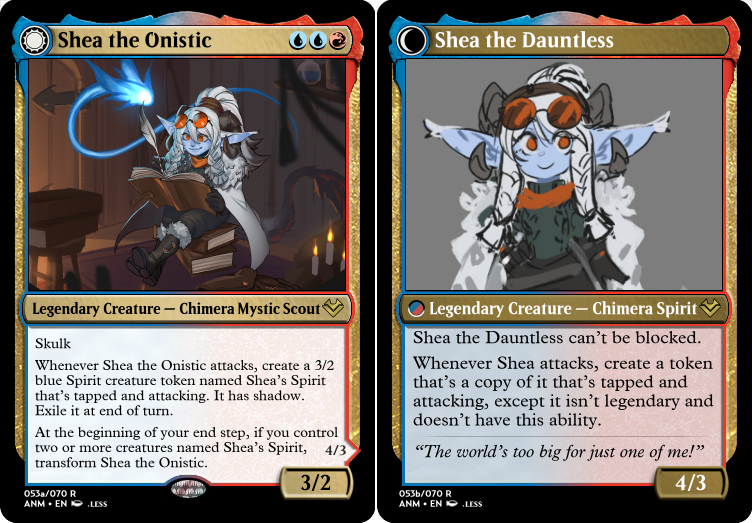 Shea the Onistic
Legendary Creature — Chimera Mystic Scout
Skulk
Whenever Shea the Onistic attacks, create a 3/2
blue Spirit creature token named Shea's Spirit
that's tapped and attacking. It has shadow.
Exile it at end of turn.
At the beginning of your end step, if you control
two or more creatures named Shea's Spirit,
transform Shea the Onistic.
4/3
3/2
053a/070 R
ANM • EN .LESS
Shea the Dauntless
Legendary Creature — Chimera Spirit
Shea the Dauntless can't be blocked.
Whenever Shea attacks, create a token
that's a copy of it that's tapped and
attacking, except it isn't legendary and
doesn't have this ability.
“The world's too big for just one of me!”
4/3
053b/070 R
ANM • EN .LESS